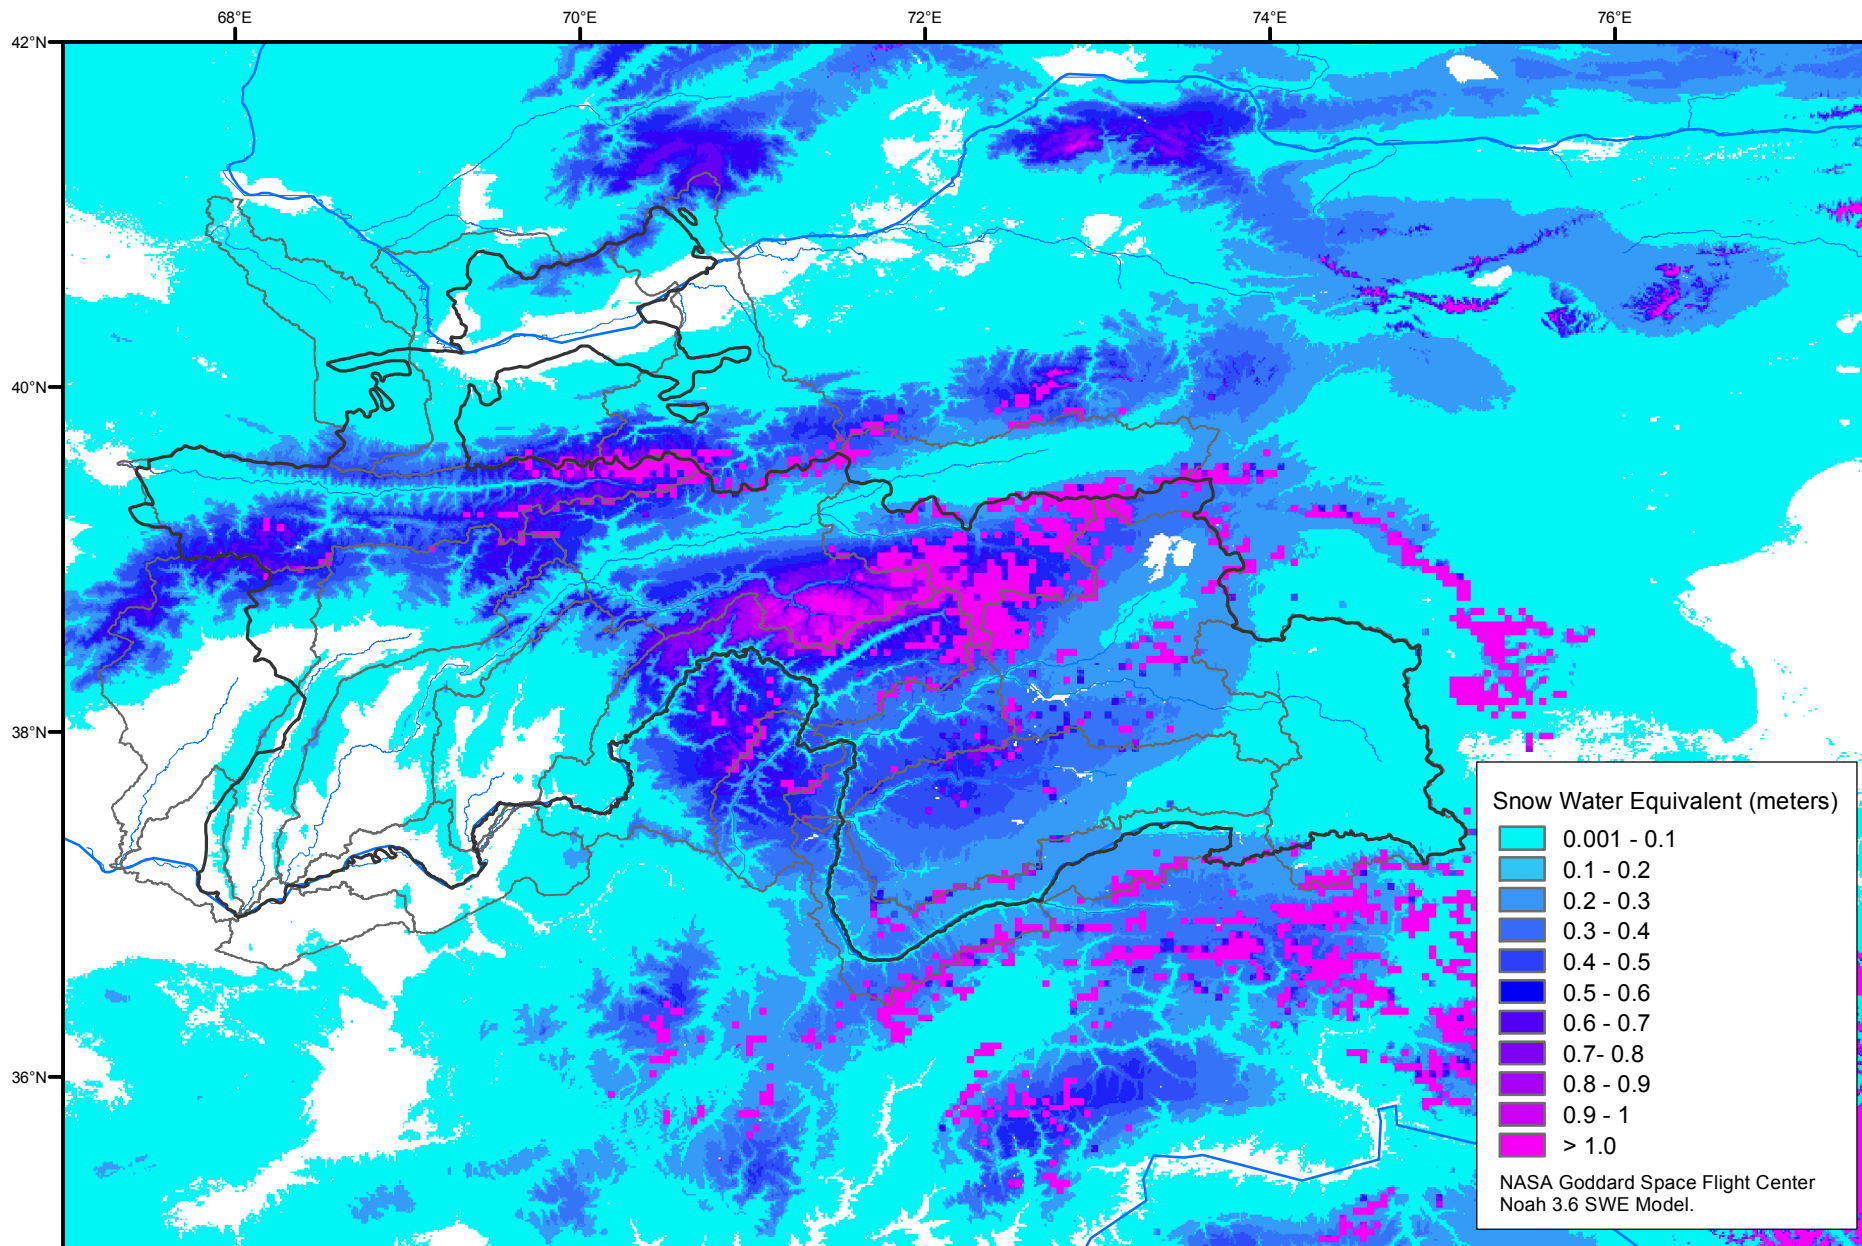 68°E 70°E 72°E 74°E 76°E
42°N
40°N
38°N
36°N
Snow Water Equivalent (meters)
0.001 - 0.1
0.1 - 0.2
0.2 - 0.3
0.3 - 0.4
0.4 - 0.5
0.5 - 0.6
0.6 - 0.7
0.7- 0.8
0.8 - 0.9
0.9 - 1
> 1.0
NASA Goddard Space Flight Center
Noah 3.6 SWE Model.